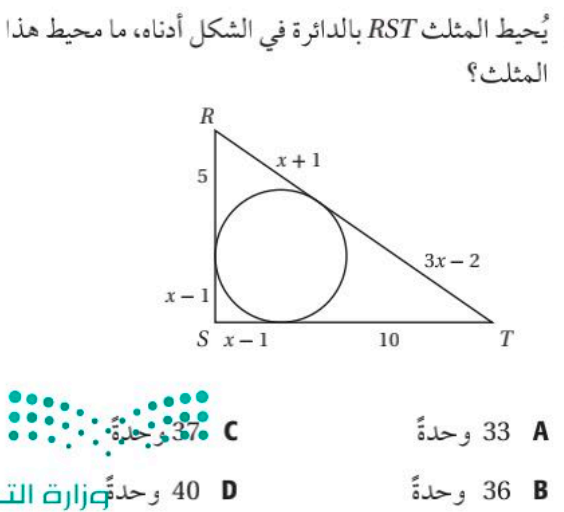 يُحيط المثلث RST بالدائرة في الشكل أدناه، ما محيط هذا
المثلث؟
R
x + 1
5
3x − 2
x − 1
S x − 1 10 T
A 33 وحدةً C 37 وحدةً
B 36 وحدةً D 40 وحدةً
وزارة التـ